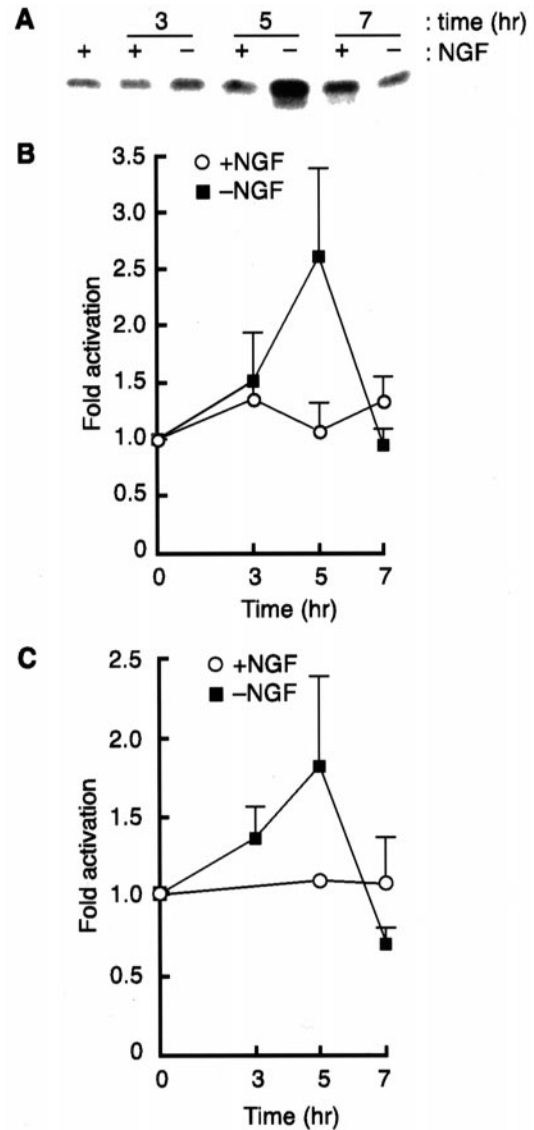 A
3 5 7 : time (hr)
+ + − + − + − : NGF
B
3.5
3.0
2.5
2.0
1.5
1.0
0.5
0
Fold activation
+NGF
−NGF
0 3 5 7
Time (hr)
C
2.5
2.0
1.5
1.0
0.5
0
Fold activation
+NGF
−NGF
0 3 5 7
Time (hr)